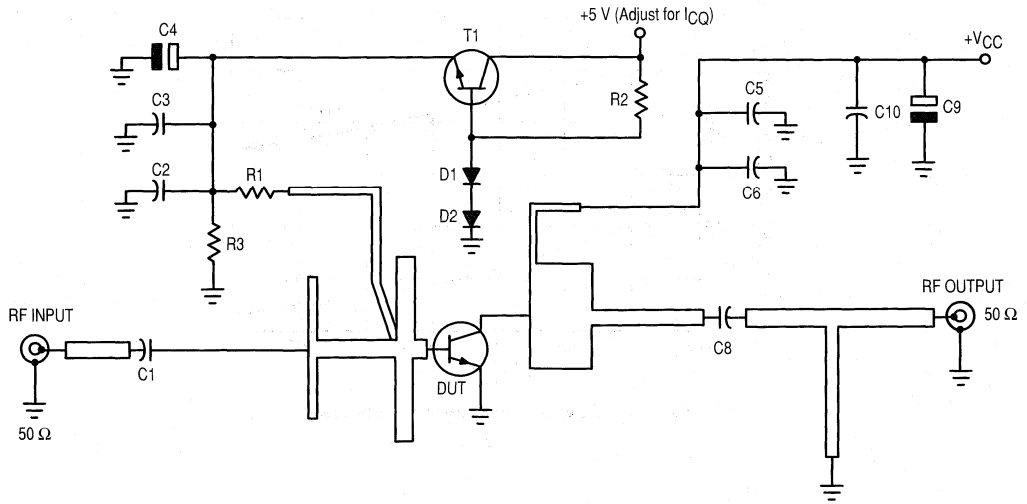 +5 V (Adjust for ICQ)
C4
T1
+VCC
C3
R2
C5
C10
C9
C2
R1
D1
C6
D2
R3
RF INPUT
RF OUTPUT
50 Ω
C8
C1
DUT
50 Ω